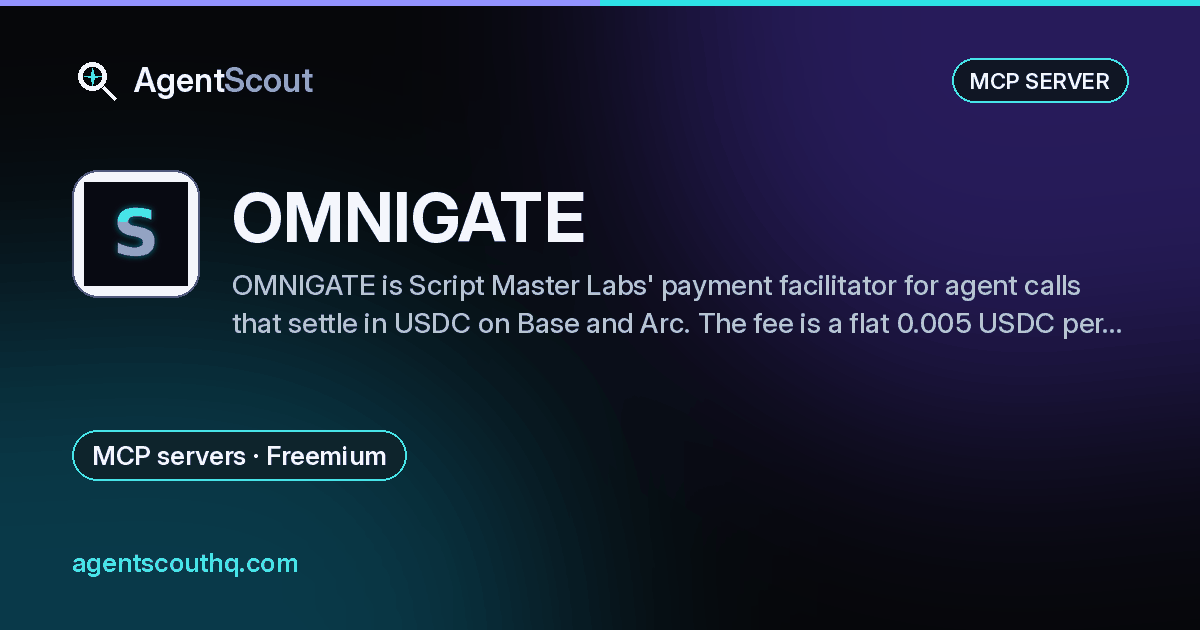 AgentScout
MCP SERVER
S
OMNIGATE
OMNIGATE is Script Master Labs' payment facilitator for agent calls
that settle in USDC on Base and Arc. The fee is a flat 0.005 USDC per...
MCP servers · Freemium
agentscouthq.com